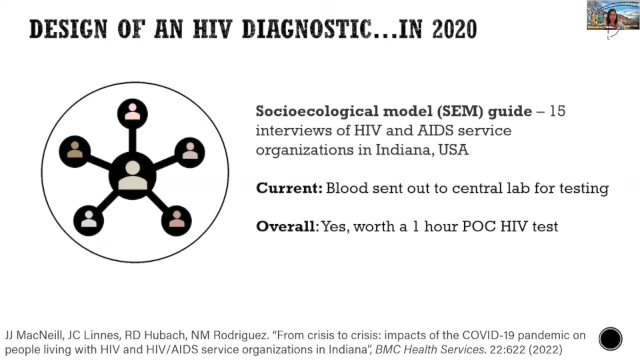 DESIGN OF AN HIV DIAGNOSTIC...IN 2020
Socioecological model (SEM) guide – 15
interviews of HIV and AIDS service
organizations in Indiana, USA
Current: Blood sent out to central lab for testing
Overall: Yes, worth a 1 hour POC HIV test
JJ MacNeill, JC Linnes, RD Hubach, NM Rodriguez. "From crisis to crisis: impacts of the COVID-19 pandemic on
people living with HIV and HIV/AIDS service organizations in Indiana", BMC Health Services. 22:622 (2022)